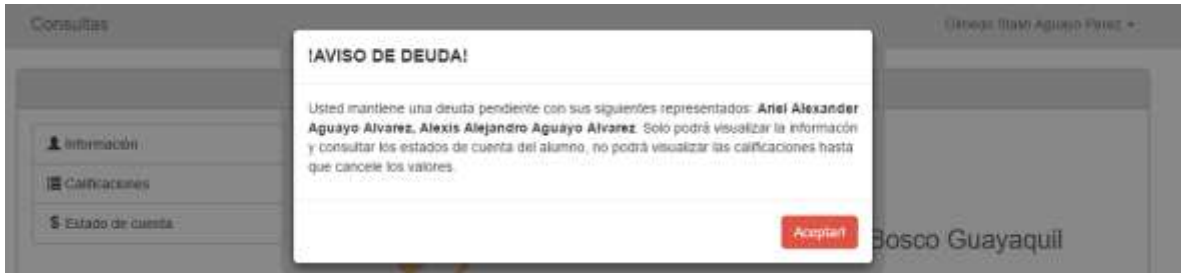 Consultas
!AVISO DE DEUDA!
Usted mantiene una deuda pendiente con sus siguientes representados: Ariel Alexander
Aguayo Alvarez, Alexis Alejandro Aguayo Alvarez. Solo podrá visualizar la informacón
y consultar los estados de cuenta del alumno, no podrá visualizar las calificaciones hasta
que cancele los valores.
Información
Calificaciones
$ Estado de cuenta
Aceptar!
Bosco Guayaquil